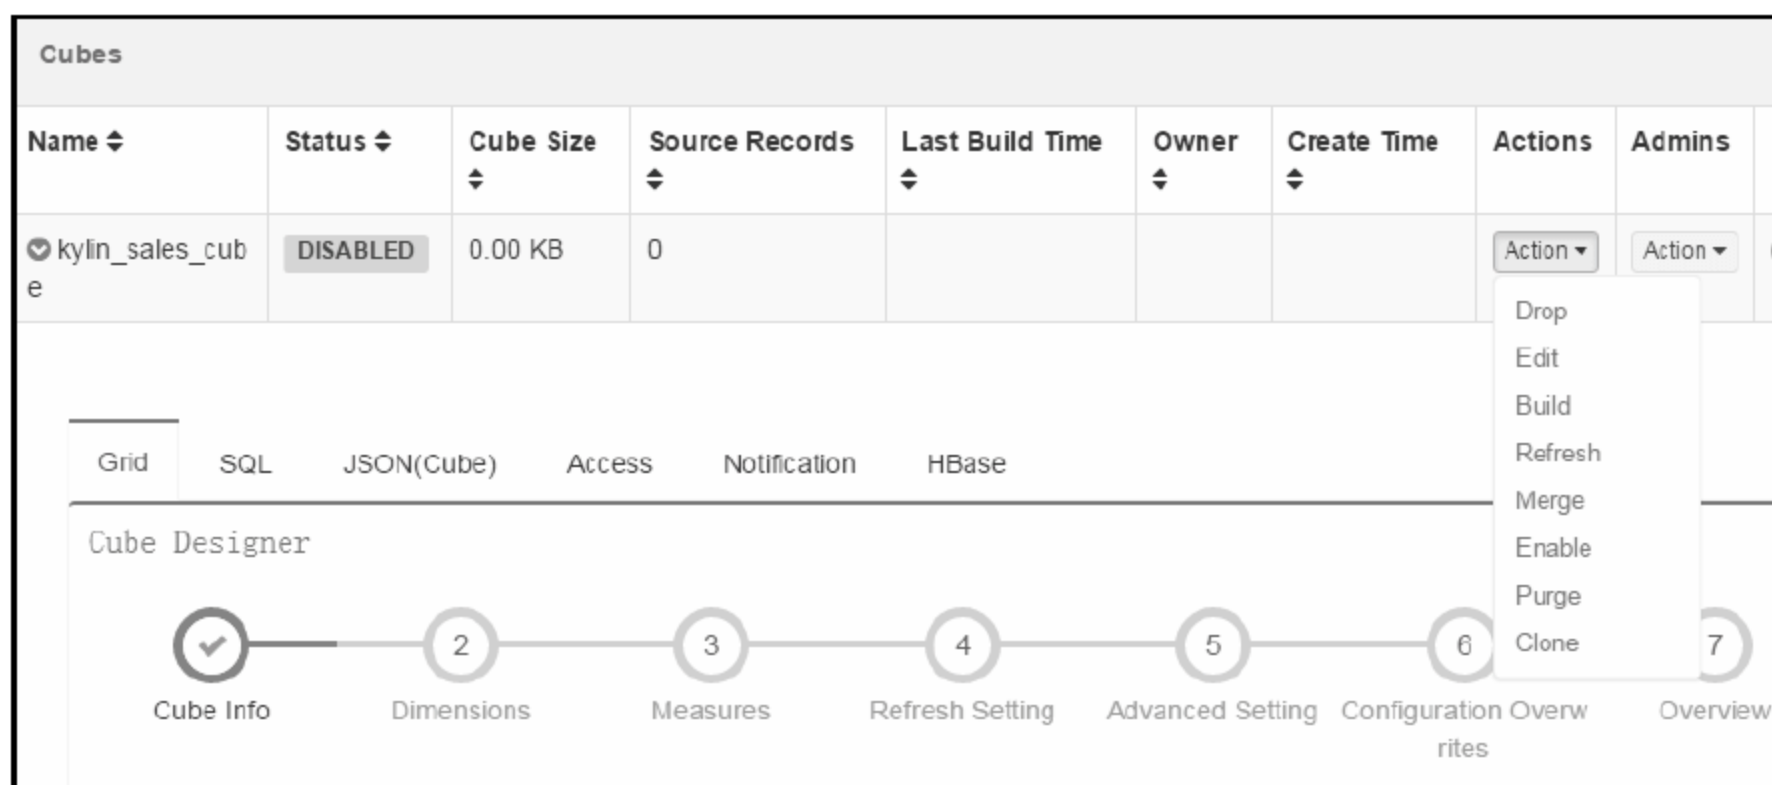 Cubes
Name Status Cube Size Source Records Last Build Time Owner Create Time Actions Admins
kylin_sales_cub DISABLED 0.00 KB 0 Action Action
e
Drop
Edit
Build
Refresh
Merge
Enable
Purge
Clone
Grid SQL JSON(Cube) Access Notification HBase
Cube Designer
2 3 4 5 6 7
Cube Info Dimensions Measures Refresh Setting Advanced Setting Configuration Overw Overview
rites